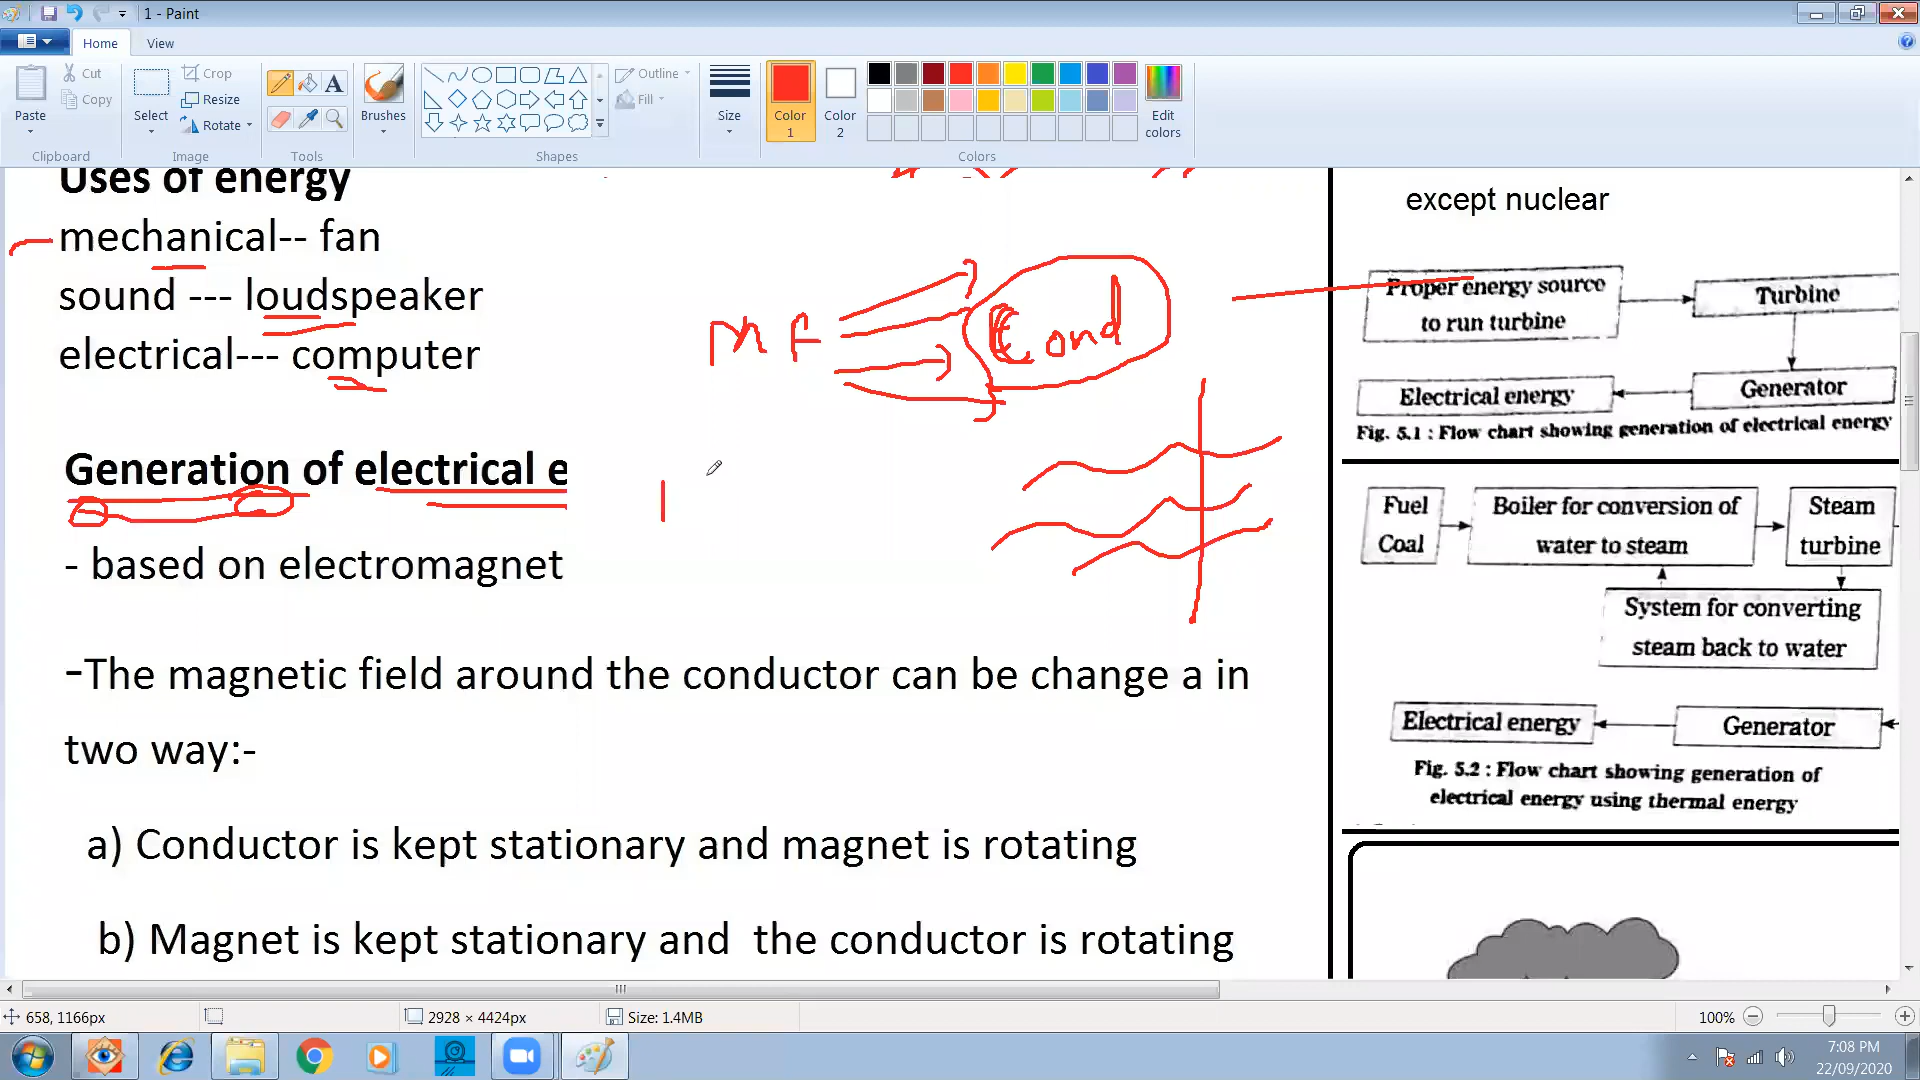 1 - Paint
Home View
Paste
Cut
Copy
Clipboard
Select
Crop
Resize
Rotate
Image
A
Tools
Brushes
Outline
Fill
Shapes
Size
Color
1
Color
2
Edit
colors
Colors
Uses of energy
mechanical-- fan
sound --- loudspeaker
electrical--- computer
M F
Cond
Generation of electrical e
- based on electromagnet
-The magnetic field around the conductor can be change a in
two way:-
a) Conductor is kept stationary and magnet is rotating
b) Magnet is kept stationary and the conductor is rotating
except nuclear
Proper energy source
to run turbine
Turbine
Electrical energy
Generator
Fig. 5.1 : Flow chart showing generation of electrical energy
Fuel
Coal
Boiler for conversion of
water to steam
Steam
turbine
System for converting
steam back to water
Electrical energy
Generator
Fig. 5.2 : Flow chart showing generation of
electrical energy using thermal energy
658, 1166px
2928 × 4424px
Size: 1.4MB
100%
7:08 PM
22/09/2020